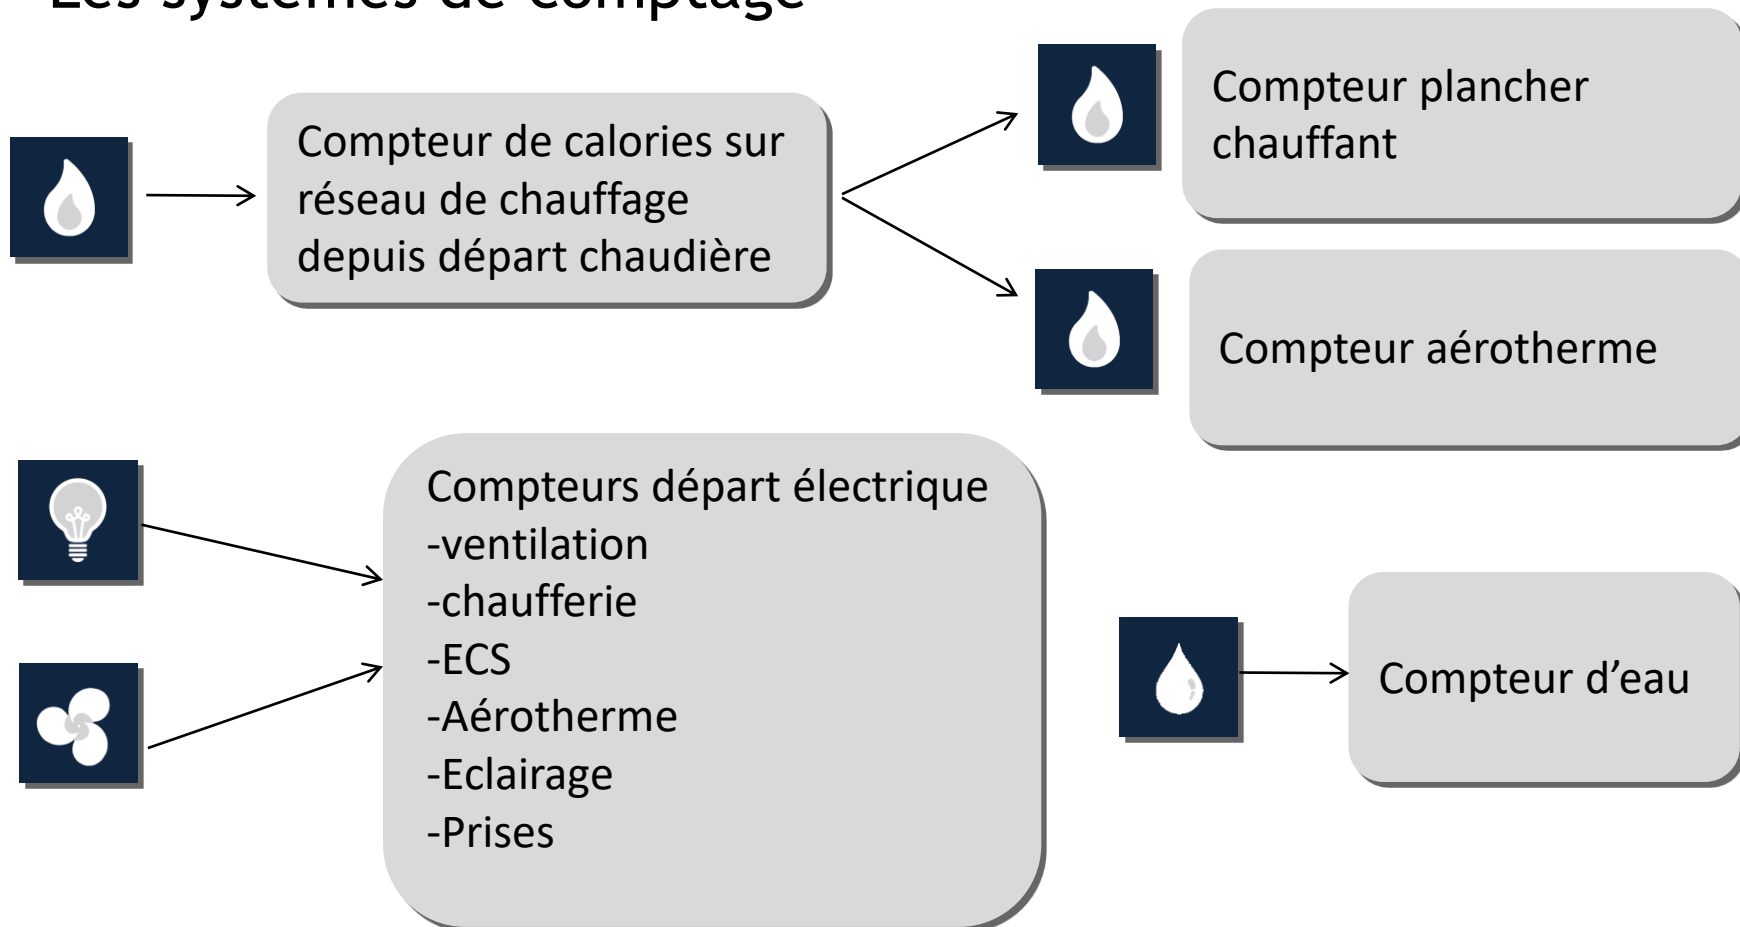 Les systèmes de comptage
Compteur de calories sur
réseau de chauffage
depuis départ chaudière
Compteur plancher
chauffant
Compteur aérotherme
Compteurs départ électrique
-ventilation
-chaufferie
-ECS
-Aérotherme
-Eclairage
-Prises
Compteur d’eau